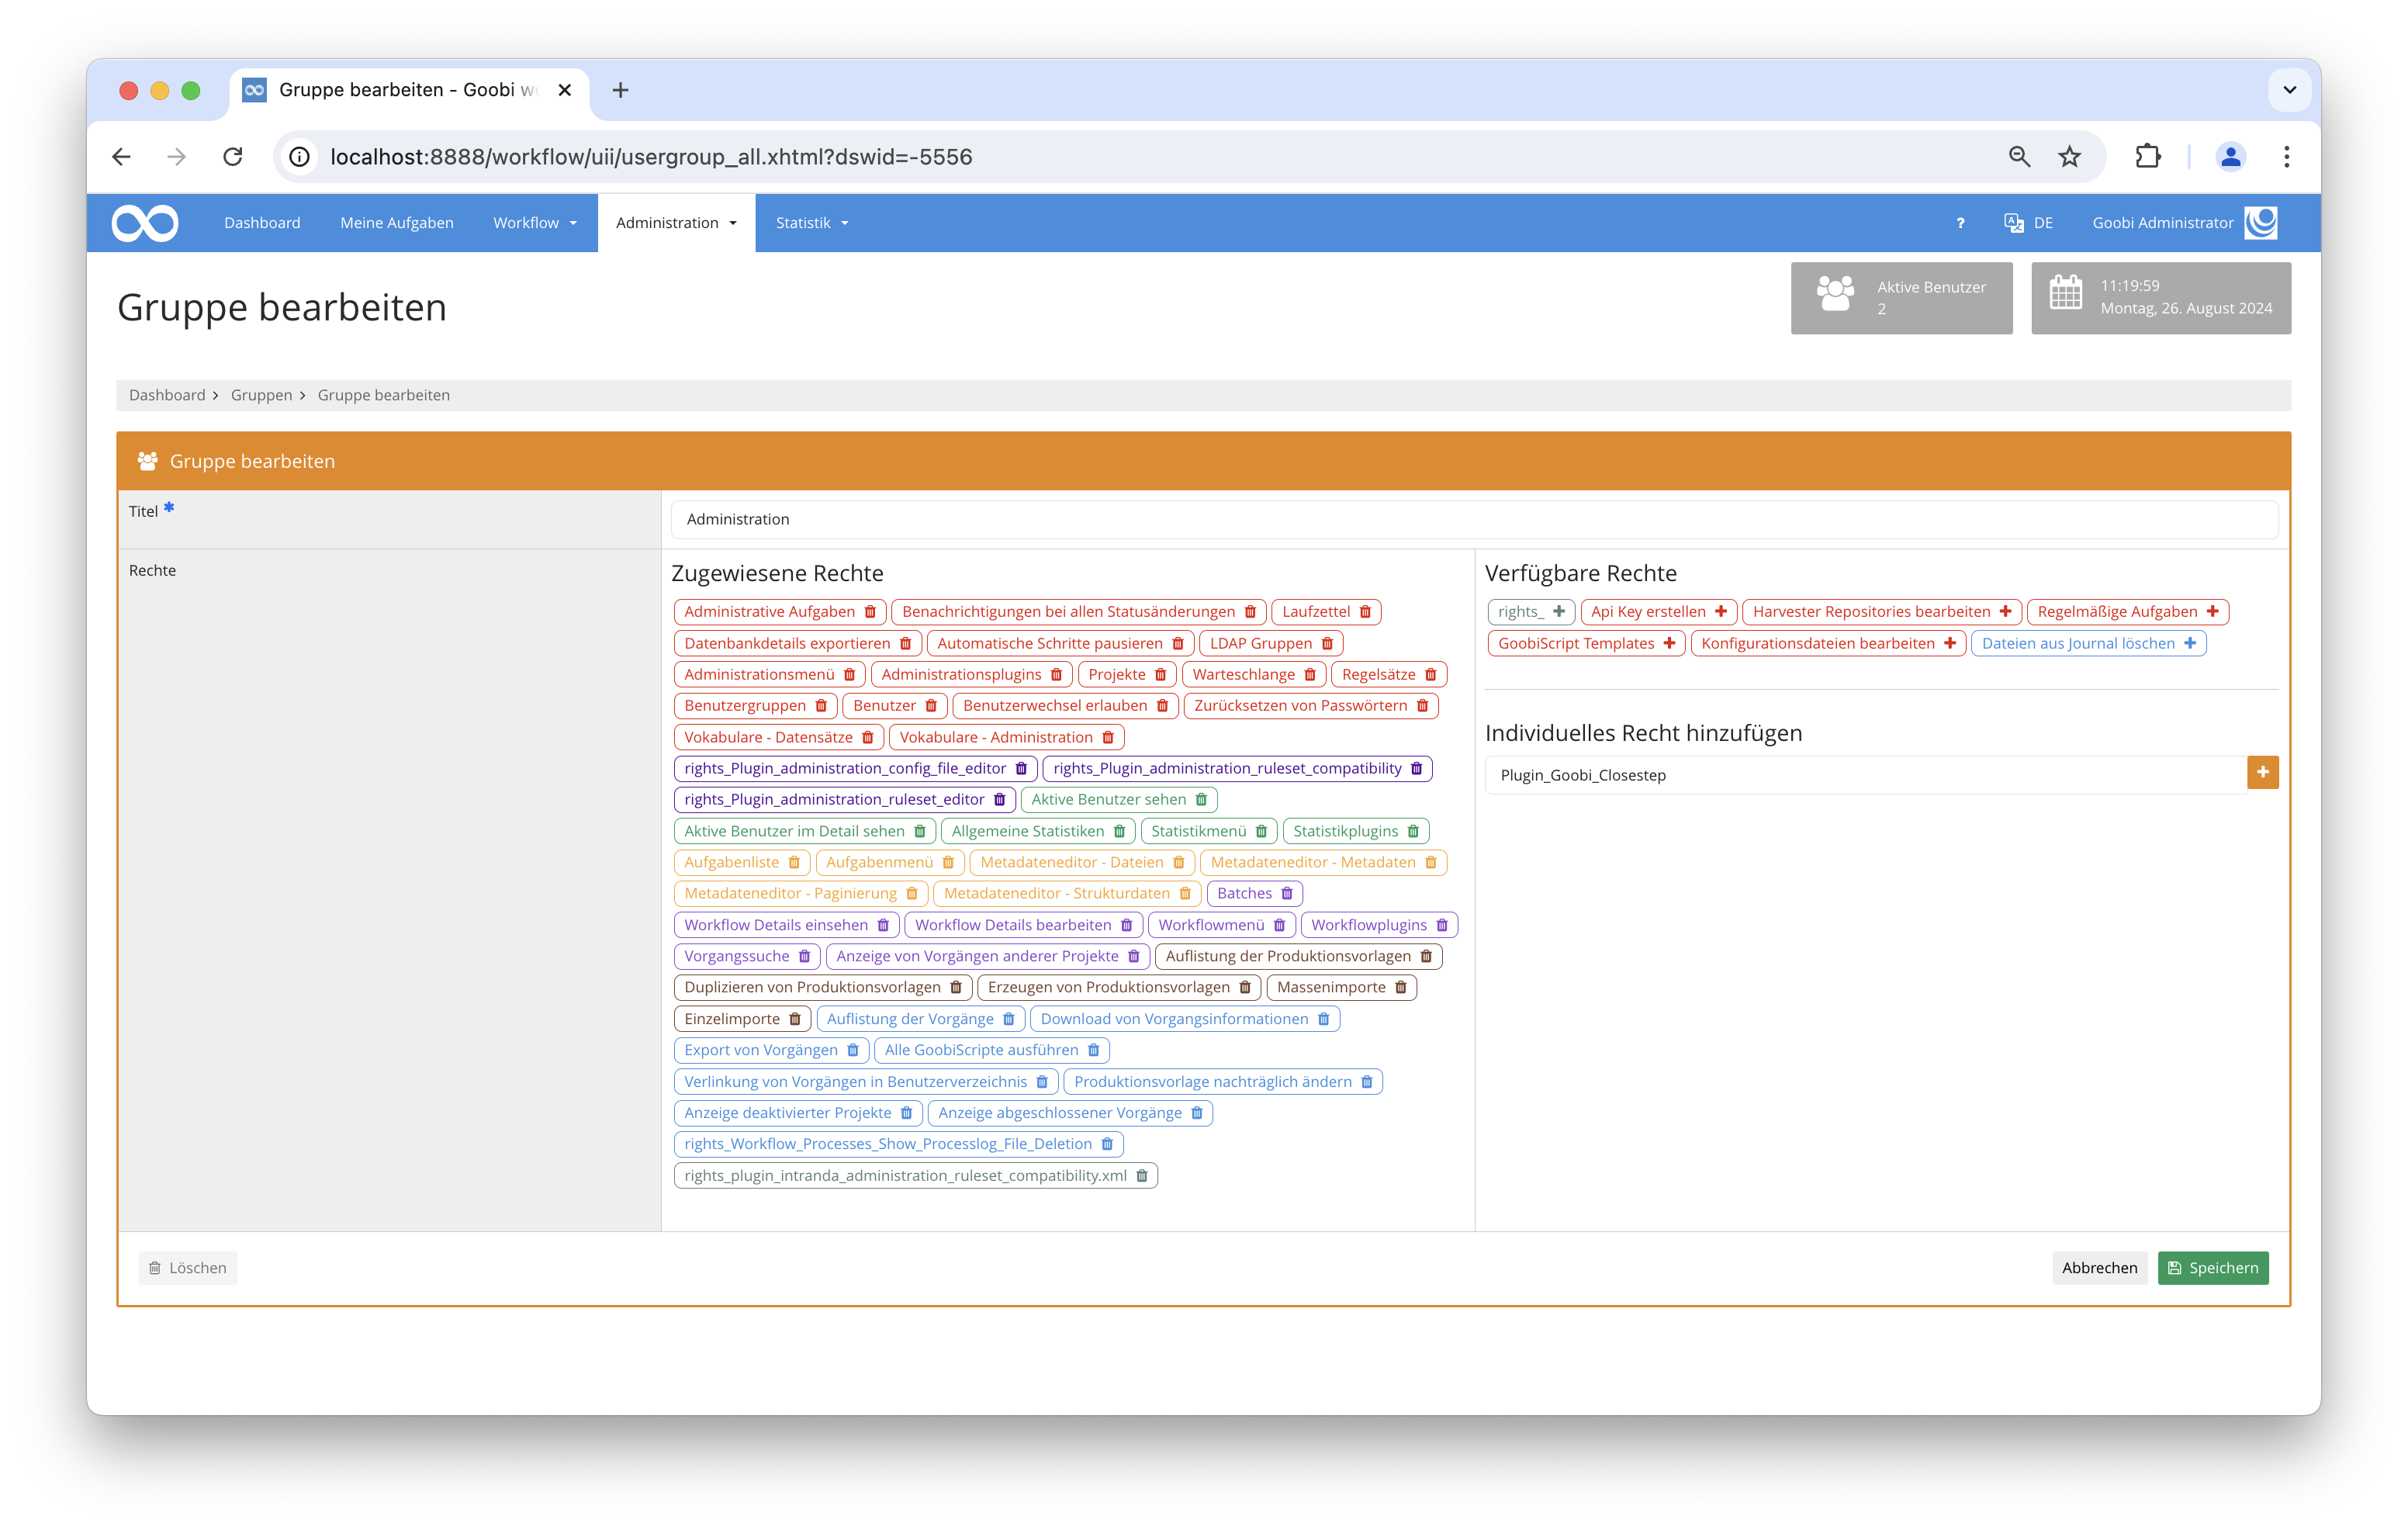 Gruppe bearbeiten - Goobi w
localhost:8888/workflow/uii/usergroup_all.xhtml?dswid=-5556
Dashboard Meine Aufgaben Workflow Administration Statistik ? DE Goobi Administrator
Gruppe bearbeiten
Aktive Benutzer
2
11:19:59
Montag, 26. August 2024
Dashboard > Gruppen > Gruppe bearbeiten
Gruppe bearbeiten
Titel *
Administration
Rechte
Zugewiesene Rechte
Administrative Aufgaben Benachrichtigungen bei allen Statusänderungen Laufzettel
Datenbankdetails exportieren Automatische Schritte pausieren LDAP Gruppen
Administrationsmenü Administrationsplugins Projekte Warteschlange Regelsätze
Benutzergruppen Benutzer Benutzerwechsel erlauben Zurücksetzen von Passwörtern
Vokabulare - Datensätze Vokabulare - Administration
rights_Plugin_administration_config_file_editor rights_Plugin_administration_ruleset_compatibility
rights_Plugin_administration_ruleset_editor Aktive Benutzer sehen
Aktive Benutzer im Detail sehen Allgemeine Statistiken Statistikmenü Statistikplugins
Aufgabenliste Aufgabenmenü Metadateneditor - Dateien Metadateneditor - Metadaten
Metadateneditor - Paginierung Metadateneditor - Strukturdaten Batches
Workflow Details einsehen Workflow Details bearbeiten Workflowmenü Workflowplugins
Vorgangssuche Anzeige von Vorgängen anderer Projekte Auflistung der Produktionsvorlagen
Duplizieren von Produktionsvorlagen Erzeugen von Produktionsvorlagen Massenimporte
Einzelimporte Auflistung der Vorgänge Download von Vorgangsinformationen
Export von Vorgängen Alle GoobiScripte ausführen
Verlinkung von Vorgängen in Benutzerverzeichnis Produktionsvorlage nachträglich ändern
Anzeige deaktivierter Projekte Anzeige abgeschlossener Vorgänge
rights_Workflow_Processes_Show_Processlog_File_Deletion
rights_plugin_intranda_administration_ruleset_compatibility.xml
Verfügbare Rechte
rights_ Api Key erstellen Harvester Repositories bearbeiten Regelmäßige Aufgaben
GoobiScript Templates Konfigurationsdateien bearbeiten Dateien aus Journal löschen
Individuelles Recht hinzufügen
Plugin_Goobi_Closestep
Löschen
Abbrechen
Speichern